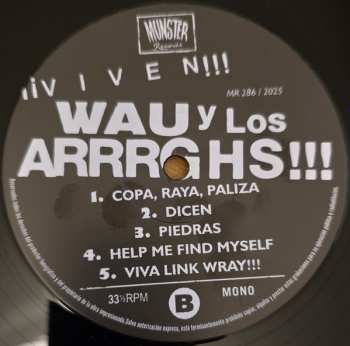 MUNSTER
Records
¡¡VIVEN!!!
MR 286 / 2025
WAU y Los
ARRRGHS!!!
1. COPA, RAYA, PALIZA
2. DICEN
3. PIEDRAS
4. HELP ME FIND MYSELF
5. VIVA LINK WRAY!!!
33⅓RPM
B
MONO